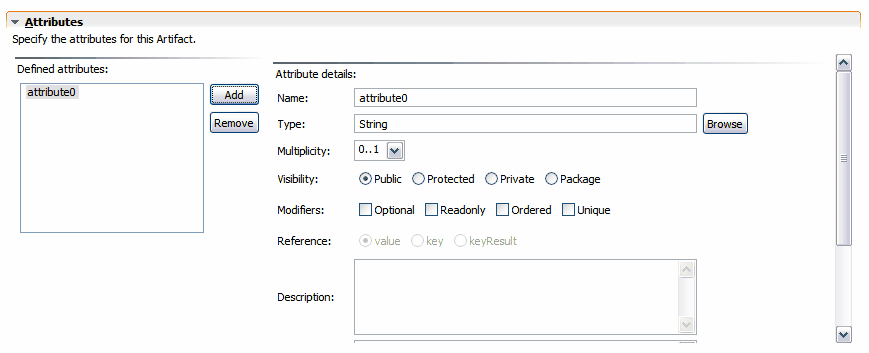 Attributes
Specify the attributes for this Artifact.
Defined attributes:
attribute0
Add
Remove
Attribute details:
Name: attribute0
Type: String Browse
Multiplicity: 0..1
Visibility: Public Protected Private Package
Modifiers: Optional Readonly Ordered Unique
Reference: value key keyResult
Description: